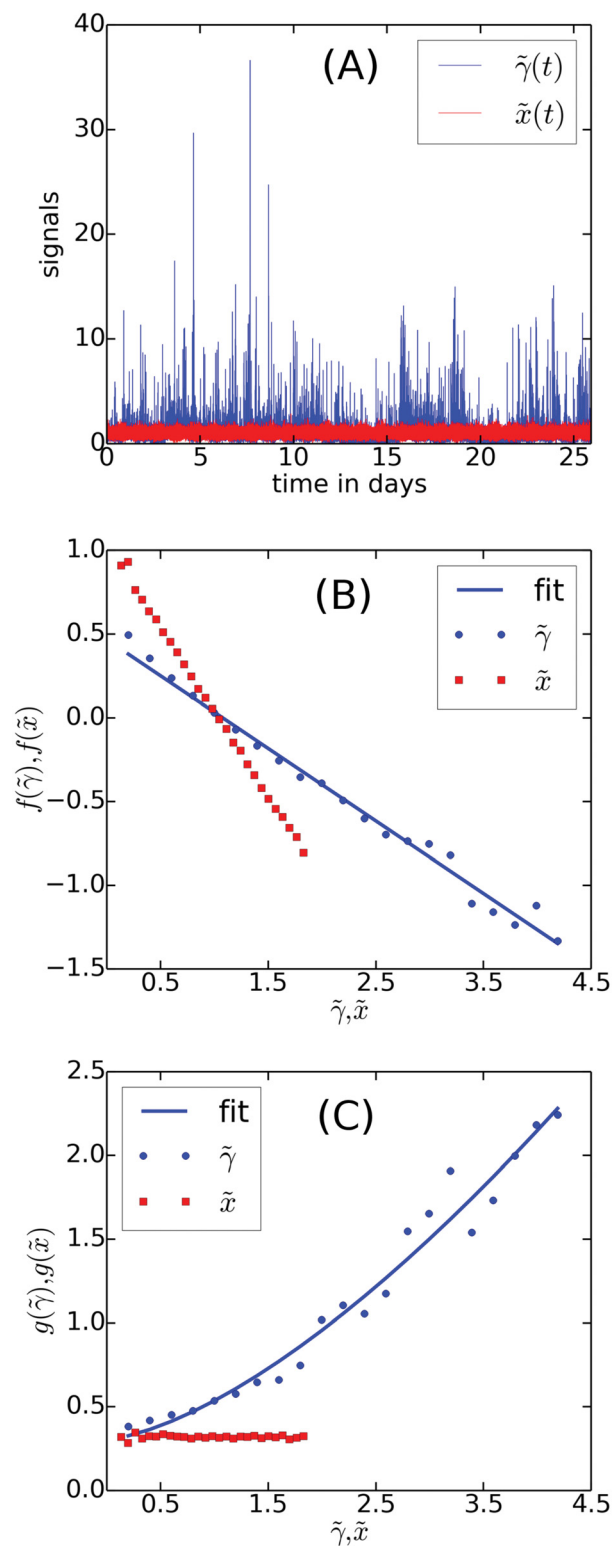 40
30
20
10
0
signals
(A)
γ̃(t)
x̃(t)
0 5 10 15 20 25
time in days
1.0
0.5
0.0
−0.5
−1.0
−1.5
f(γ̃),f(x̃)
(B)
fit
γ̃
x̃
0.5 1.5 2.5 3.5 4.5
γ̃,x̃
2.5
2.0
1.5
1.0
0.5
0.0
g(γ̃),g(x̃)
fit
γ̃
x̃
(C)
0.5 1.5 2.5 3.5 4.5
γ̃,x̃